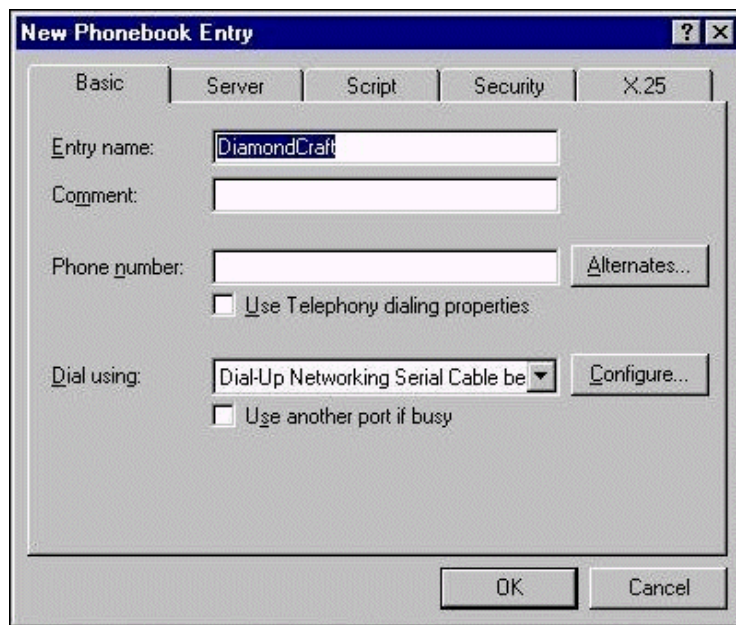 New Phonebook Entry
Basic Server Script Security X.25
Entry name: DiamondCraft
Comment:
Phone number: Alternates...
Use Telephony dialing properties
Dial using: Dial-Up Networking Serial Cable be Configure...
Use another port if busy
OK Cancel